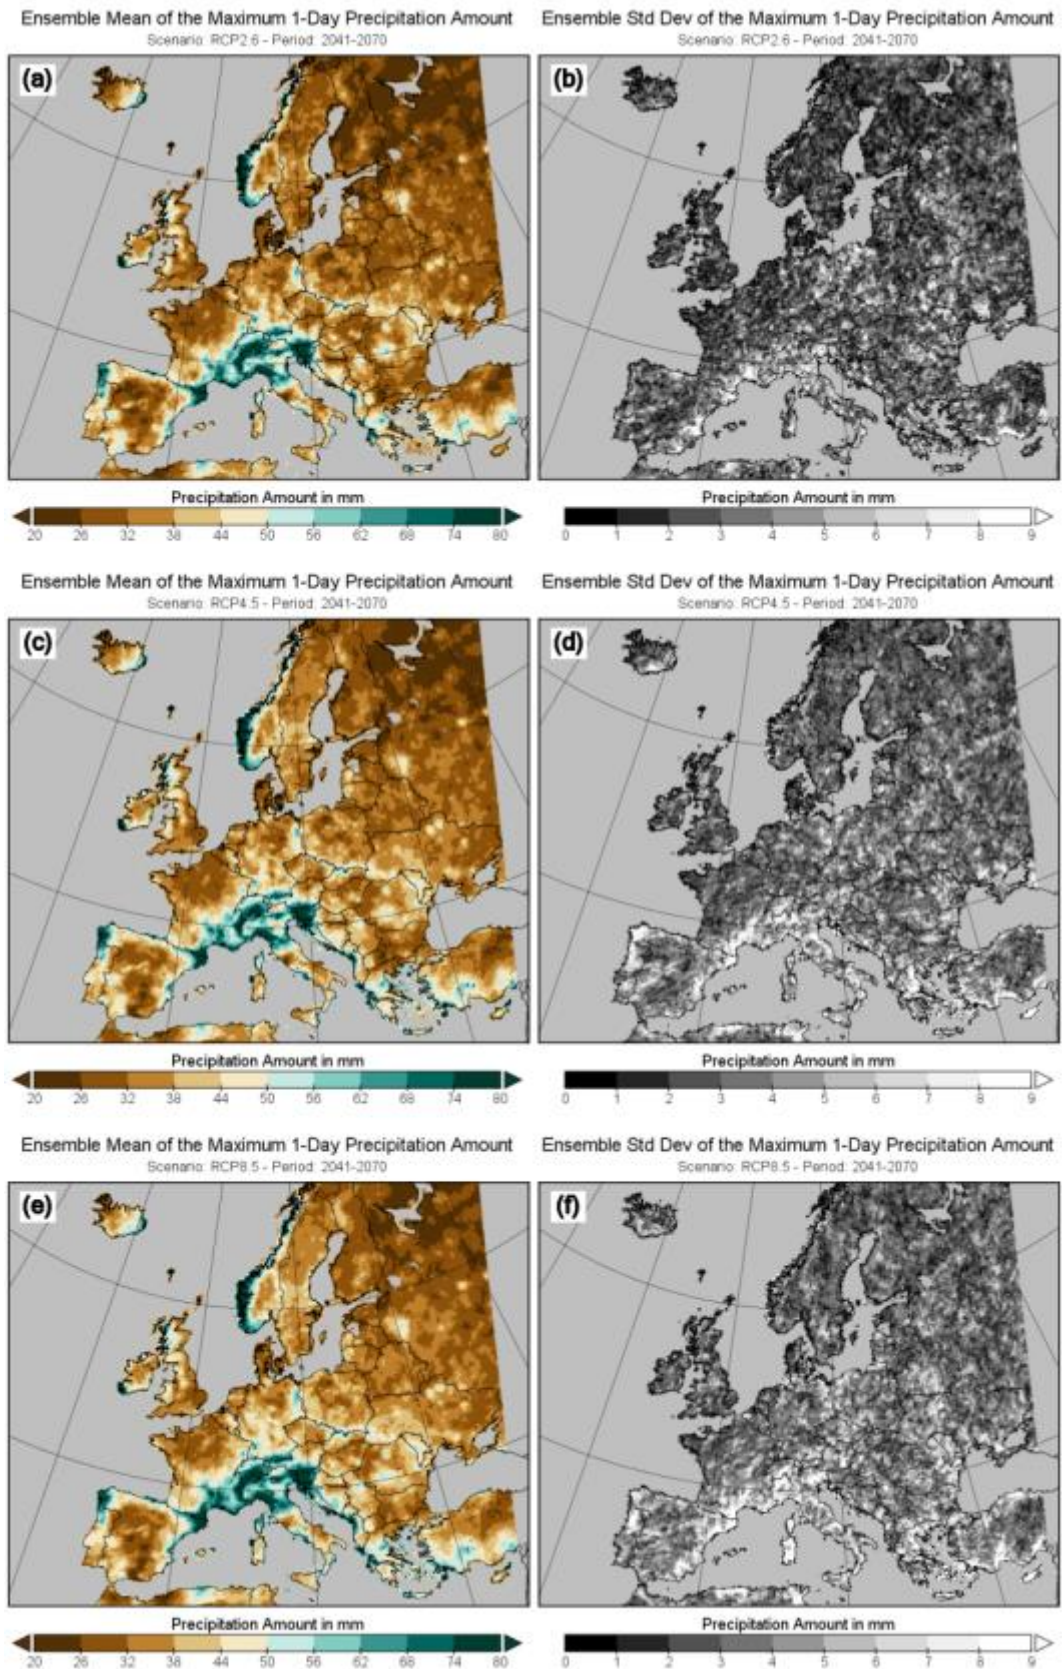 Ensemble Mean of the Maximum 1-Day Precipitation Amount
Scenario: RCP2.6 - Period: 2041-2070
(a)
Precipitation Amount in mm
20 26 32 38 44 50 56 62 68 74 80
Ensemble Std Dev of the Maximum 1-Day Precipitation Amount
Scenario: RCP2.6 - Period: 2041-2070
(b)
Precipitation Amount in mm
0 1 2 3 4 5 6 7 8 9
Ensemble Mean of the Maximum 1-Day Precipitation Amount
Scenario: RCP4.5 - Period: 2041-2070
(c)
Precipitation Amount in mm
20 26 32 38 44 50 56 62 68 74 80
Ensemble Std Dev of the Maximum 1-Day Precipitation Amount
Scenario: RCP4.5 - Period: 2041-2070
(d)
Precipitation Amount in mm
0 1 2 3 4 5 6 7 8 9
Ensemble Mean of the Maximum 1-Day Precipitation Amount
Scenario: RCP8.5 - Period: 2041-2070
(e)
Precipitation Amount in mm
20 26 32 38 44 50 56 62 68 74 80
Ensemble Std Dev of the Maximum 1-Day Precipitation Amount
Scenario: RCP8.5 - Period: 2041-2070
(f)
Precipitation Amount in mm
0 1 2 3 4 5 6 7 8 9